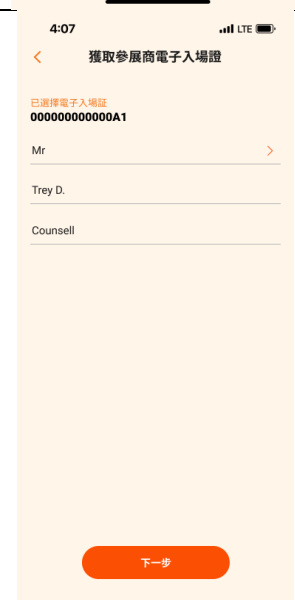 4:07
LTE
獲取參展商電子入場證
已選擇電子入場証
000000000000A1
Mr
Trey D.
Counsell
下一步